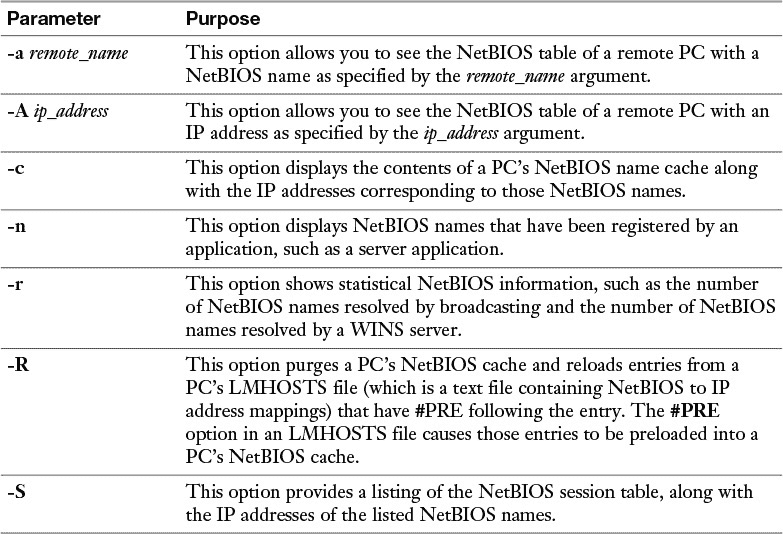 Parameter Purpose
-a remote_name This option allows you to see the NetBIOS table of a remote PC with a
NetBIOS name as specified by the remote_name argument.
-A ip_address This option allows you to see the NetBIOS table of a remote PC with an
IP address as specified by the ip_address argument.
-c This option displays the contents of a PC's NetBIOS name cache along
with the IP addresses corresponding to those NetBIOS names.
-n This option displays NetBIOS names that have been registered by an
application, such as a server application.
-r This option shows statistical NetBIOS information, such as the number
of NetBIOS names resolved by broadcasting and the number of NetBIOS
names resolved by a WINS server.
-R This option purges a PC's NetBIOS cache and reloads entries from a
PC's LMHOSTS file (which is a text file containing NetBIOS to IP
address mappings) that have #PRE following the entry. The #PRE
option in an LMHOSTS file causes those entries to be preloaded into a
PC's NetBIOS cache.
-S This option provides a listing of the NetBIOS session table, along with
the IP addresses of the listed NetBIOS names.